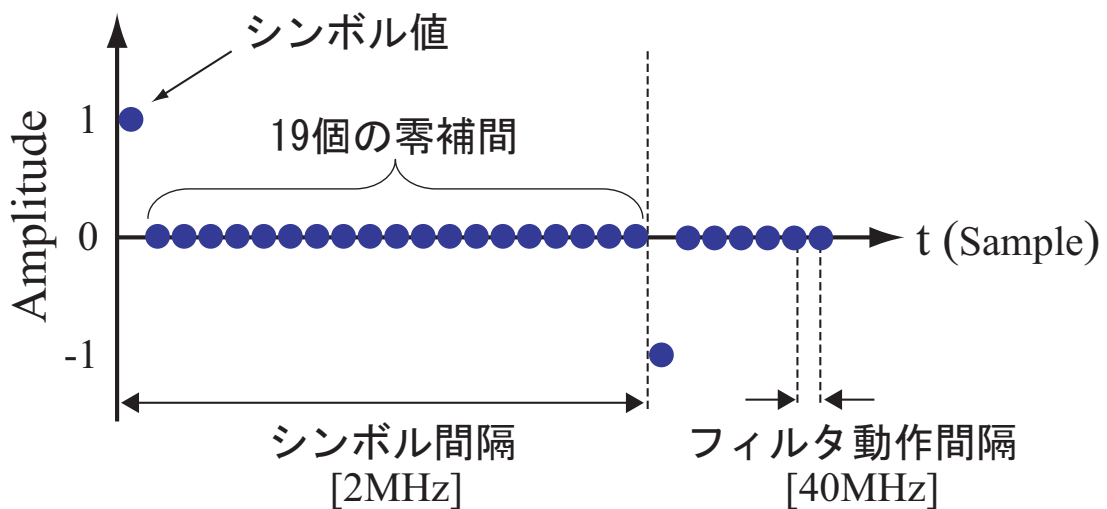 シンボル値
1
19個の零補間
Amplitude
0
t (Sample)
-1
シンボル間隔
[2MHz]
フィルタ動作間隔
[40MHz]